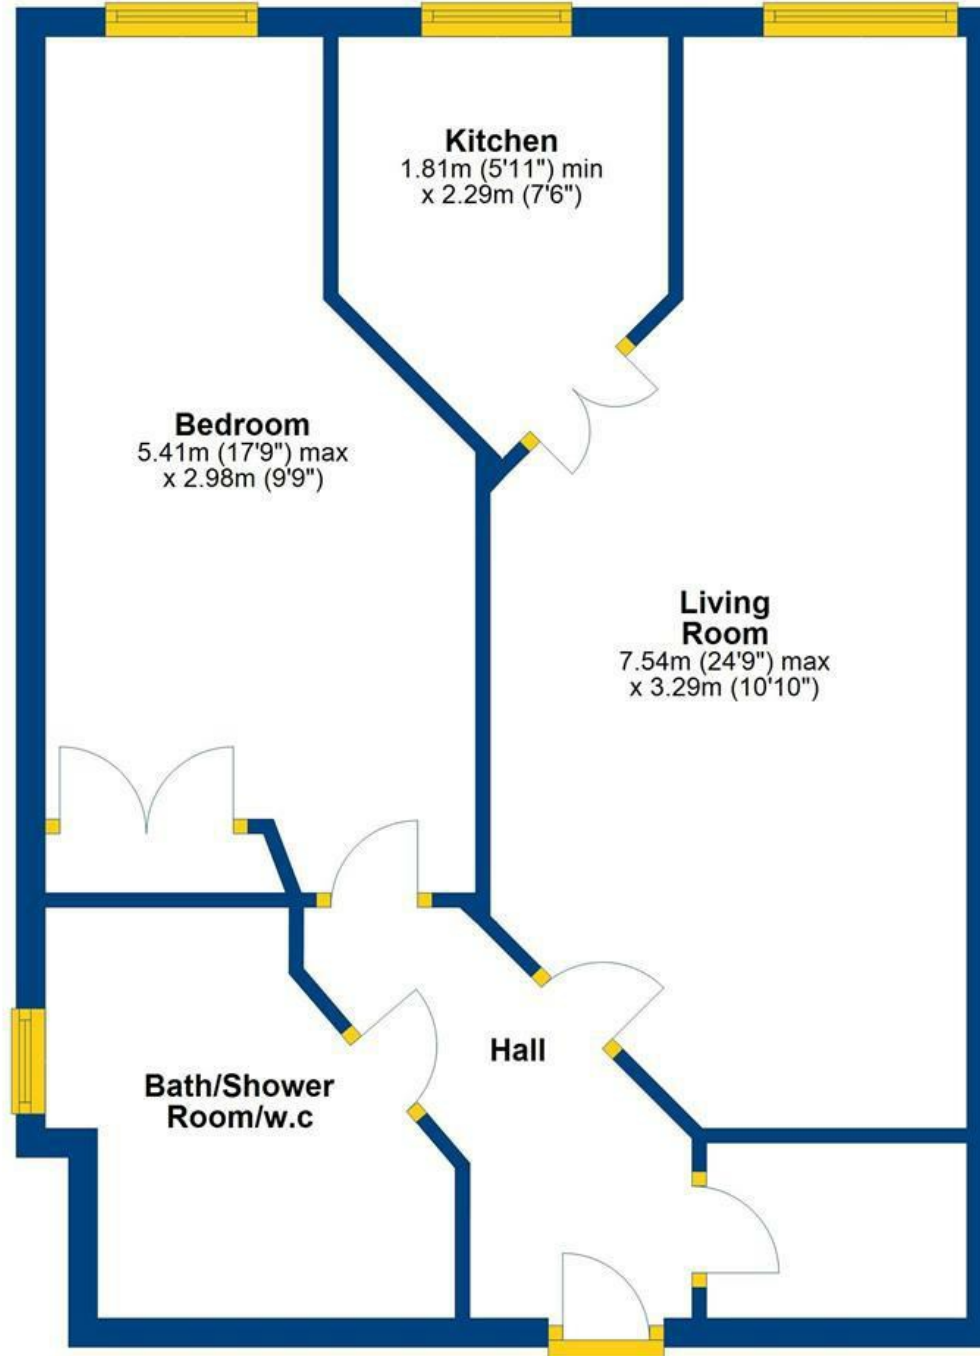 Kitchen
1.81m (5'11") min
x 2.29m (7'6")
Bedroom
5.41m (17'9") max
x 2.98m (9'9")
Living
Room
7.54m (24'9") max
x 3.29m (10'10")
Hall
Bath/Shower
Room/w.c